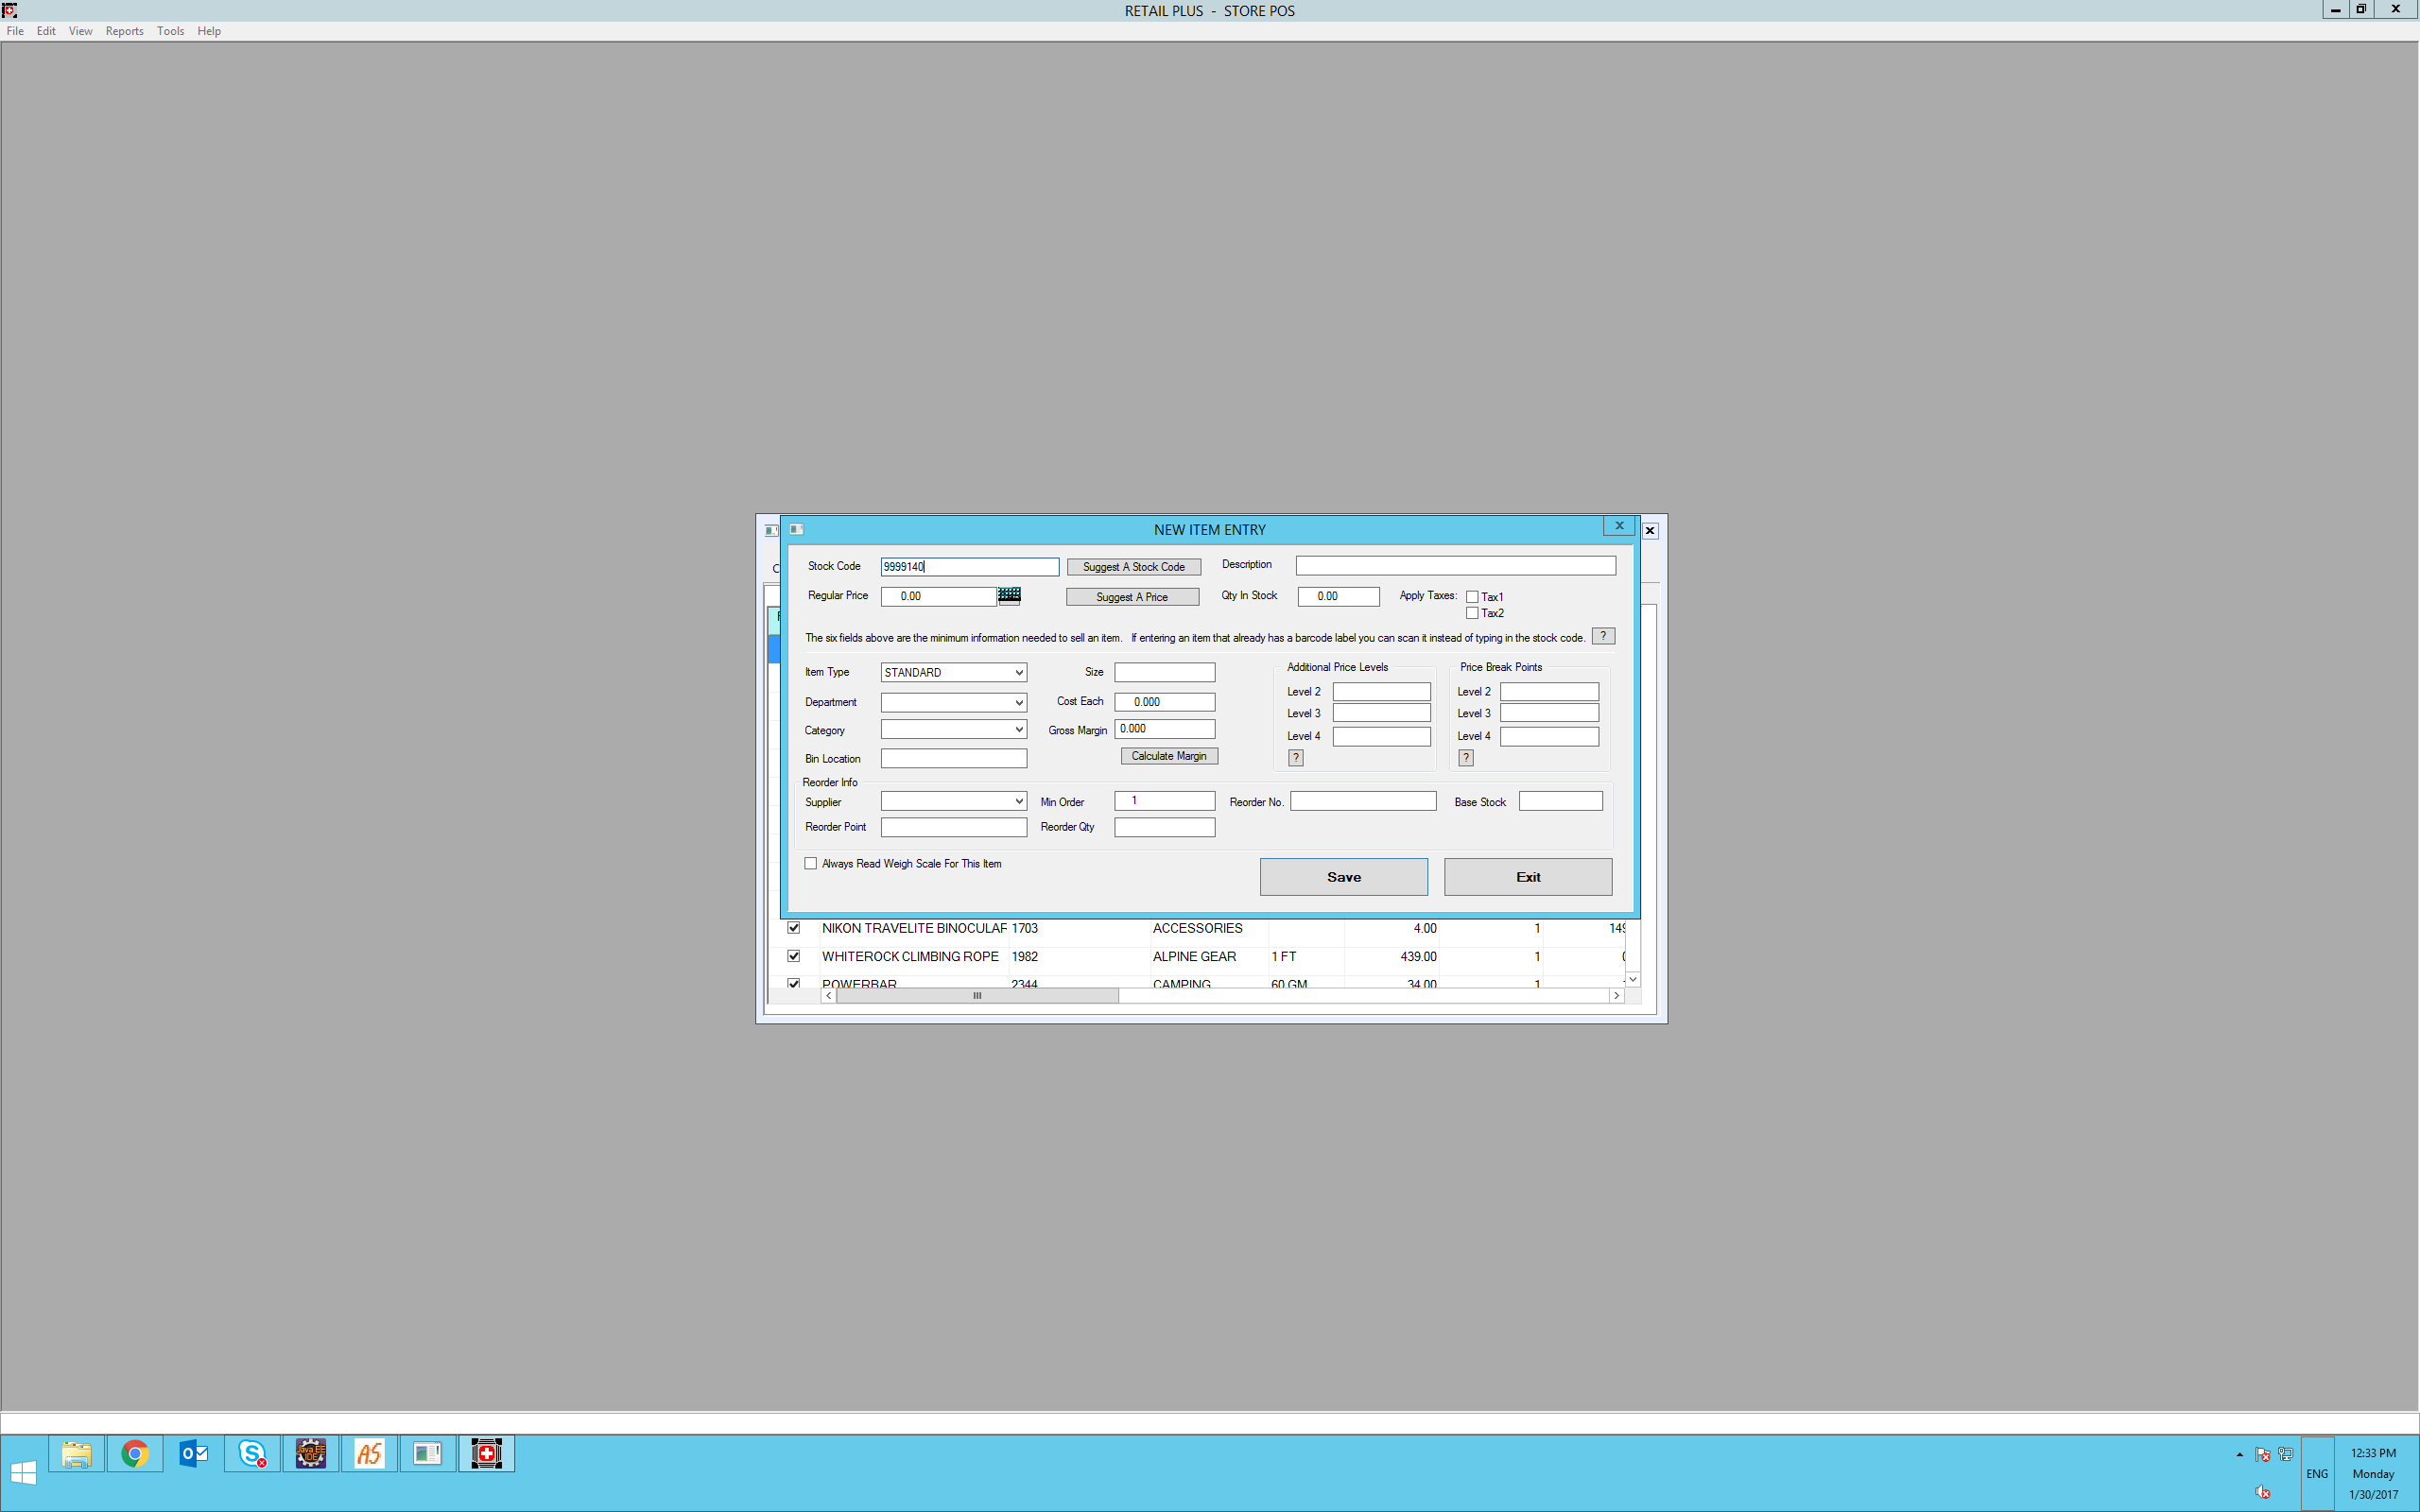 RETAIL PLUS - STORE POS
File Edit View Reports Tools Help
NEW ITEM ENTRY
Stock Code 9999140 Suggest A Stock Code Description
Regular Price 0.00 Suggest A Price Qty In Stock 0.00 Apply Taxes: Tax1
Tax2
The six fields above are the minimum information needed to sell an item. If entering an item that already has a barcode label you can scan it instead of typing in the stock code. ?
Item Type STANDARD Size Additional Price Levels Price Break Points
Level 2 Level 2
Department Cost Each 0.000
Level 3 Level 3
Category Gross Margin 0.000
Level 4 Level 4
Bin Location Calculate Margin ? ?
Reorder Info
Supplier Min Order 1 Reorder No. Base Stock
Reorder Point Reorder Qty
Always Read Weigh Scale For This Item
Save Exit
NIKON TRAVELITE BINOCULAR 1703 ACCESSORIES 4.00 1 149
WHITEROCK CLIMBING ROPE 1982 ALPINE GEAR 1 FT 439.00 1
POWERBAR 2344 CAMPING 60 GM 34.00 1
Java EE
IDE
AS
12:33 PM
ENG Monday
1/30/2017